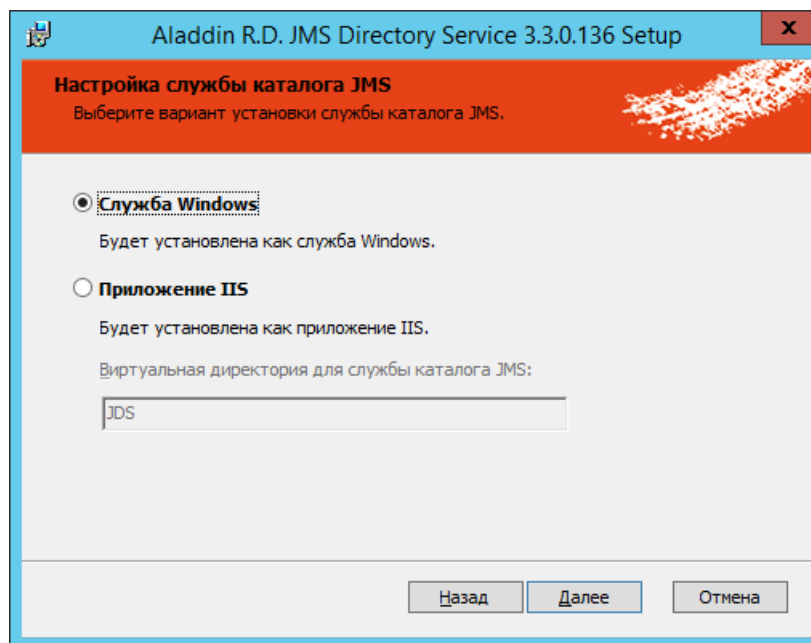 Aladdin R.D. JMS Directory Service 3.3.0.136 Setup
x
Настройка службы каталога JMS
Выберите вариант установки службы каталога JMS.
Служба Windows
Будет установлена как служба Windows.
Приложение IIS
Будет установлена как приложение IIS.
Виртуальная директория для службы каталога JMS:
JDS
Назад Далее Отмена